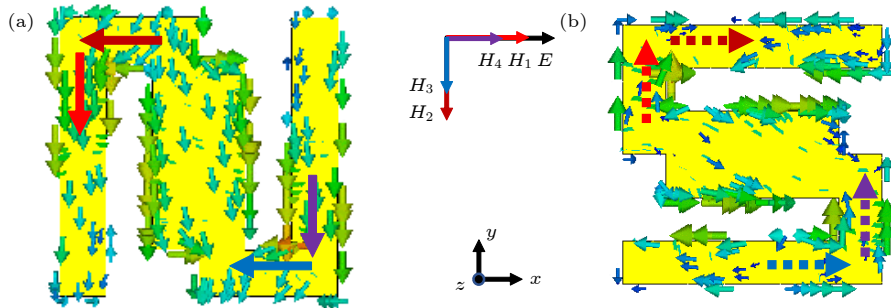 (a)
(b)
H₄ H₁ E
H₃
H₂
y
z x